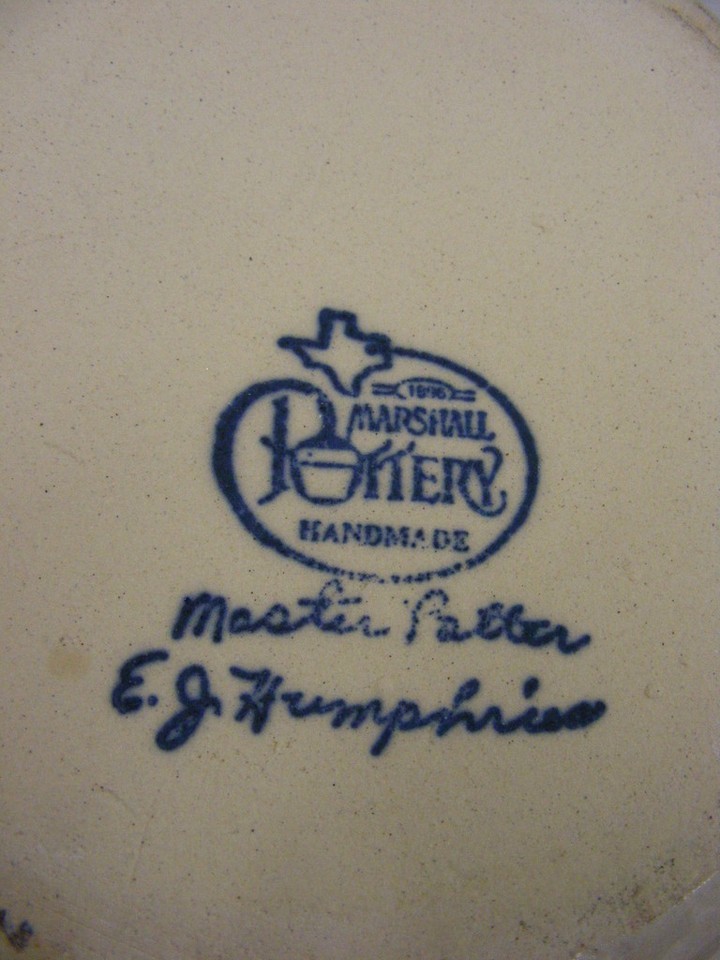 1896
MARSHALL
POTTERY
HANDMADE
Master Potter
E. J. Humphries